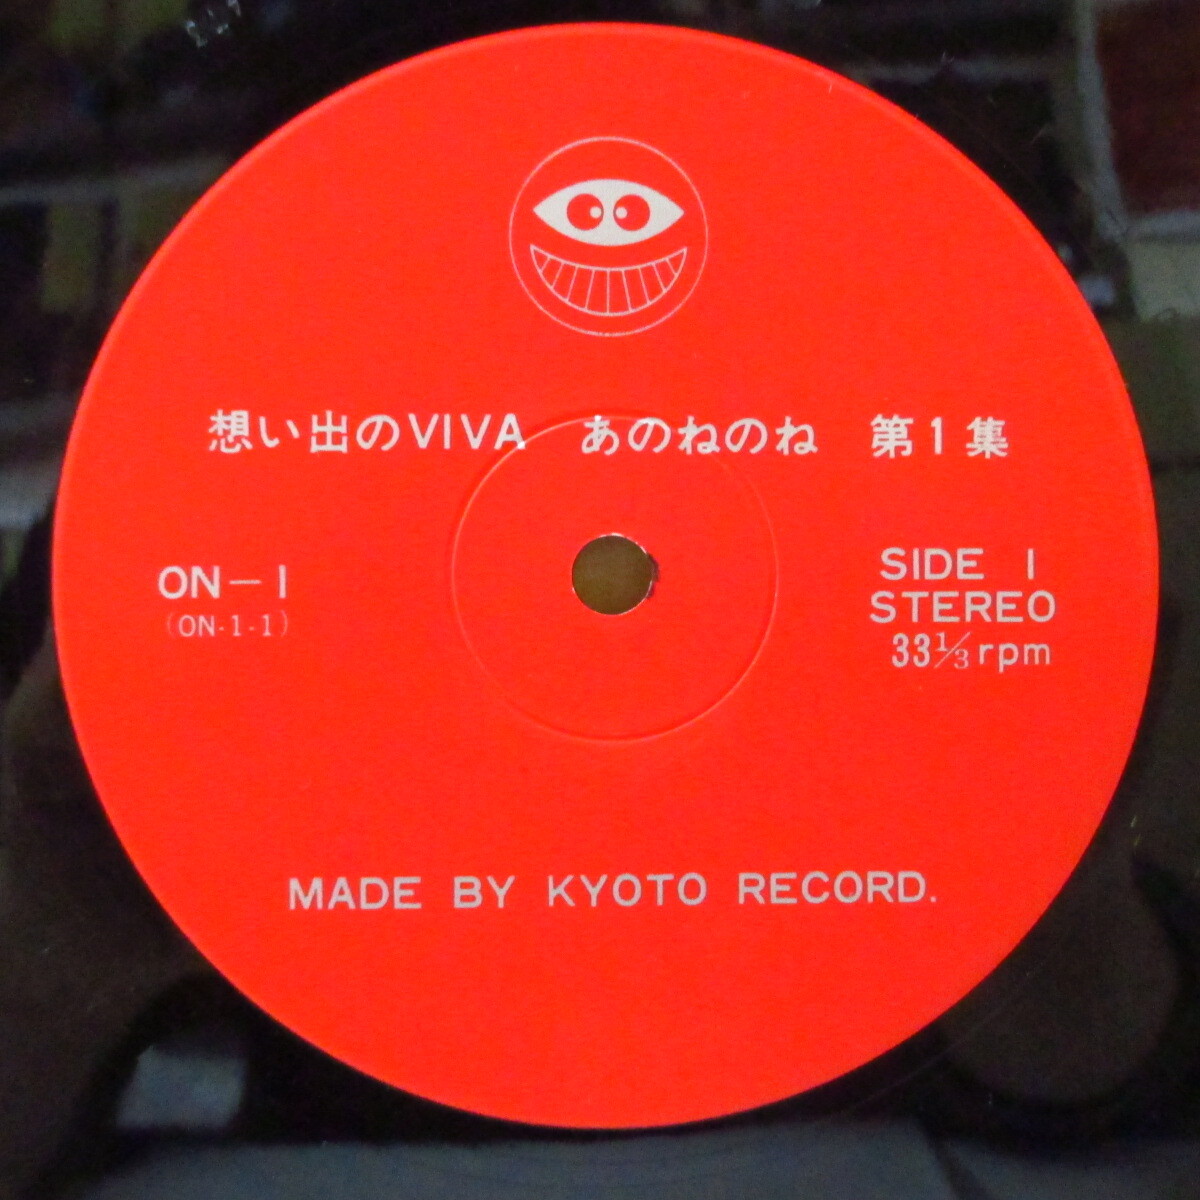 想い出のVIVA　あのねのね　第1集
ON－1
(ON-1-1)
SIDE 1
STEREO
33⅓rpm
MADE BY KYOTO RECORD.